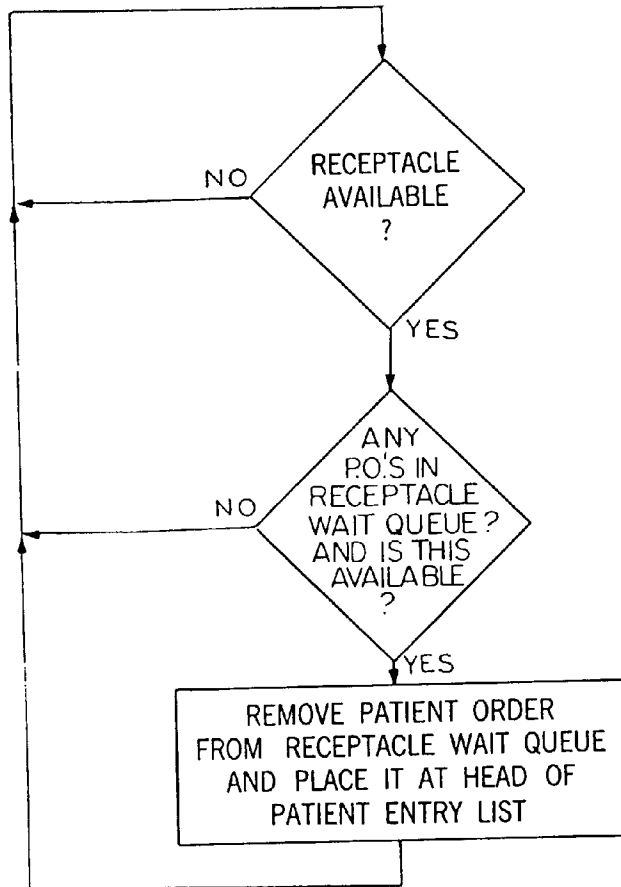 RECEPTACLE
AVAILABLE
?
NO
YES
ANY
P.O.'S IN
RECEPTACLE
WAIT QUEUE?
AND IS THIS
AVAILABLE
?
NO
YES
REMOVE PATIENT ORDER
FROM RECEPTACLE WAIT QUEUE
AND PLACE IT AT HEAD OF
PATIENT ENTRY LIST